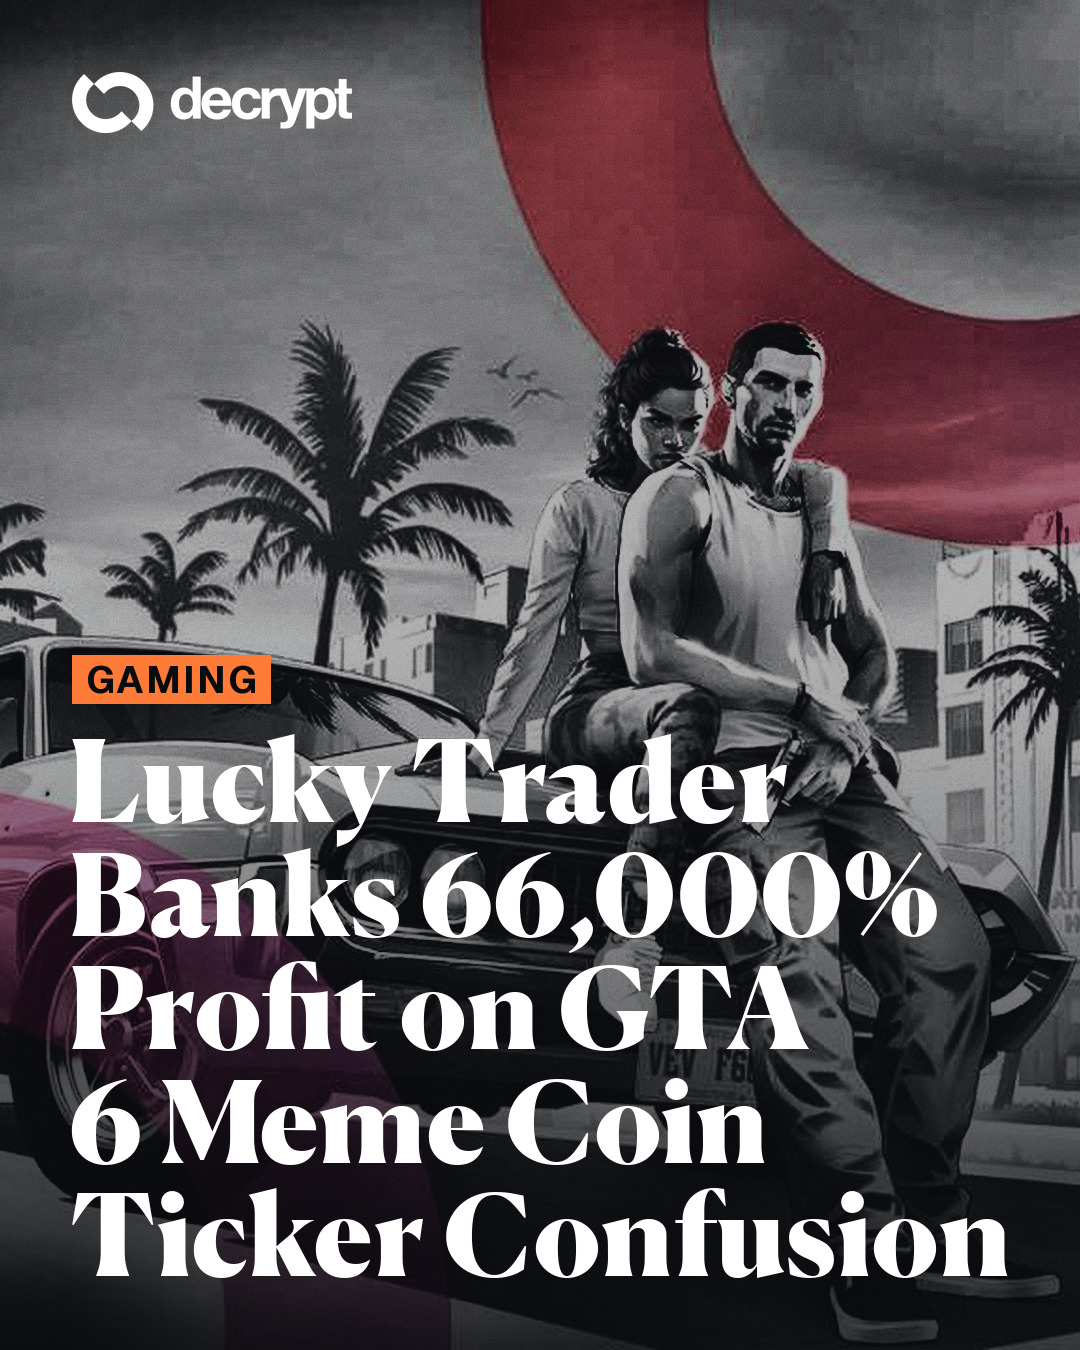 decrypt
GAMING
Lucky Trader
Banks 66,000%
Profit on GTA
6 Meme Coin
Ticker Confusion